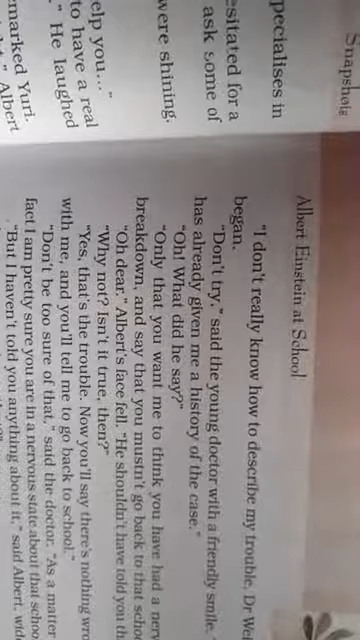 Snapshots
pecialises in
esitated for a
ask some of
were shining.
elp you..."
to have a real
." He laughed
marked Yuri.
Albert
Albert Einstein at School
"I don't really know how to describe my trouble, Dr
began.
"Don't try," said the young doctor with a friendly smile.
has already given me a history of the case."
"Oh! What did he say?"
"Only that you want me to think you have had a nerv
breakdown, and say that you mustn't go back to that schoo
"Oh dear." Albert's face fell. "He shouldn't have told you th
"Why not? Isn't it true, then?"
"Yes, that's the trouble. Now you'll say there's nothing wro
with me, and you'll tell me to go back to school."
"Don't be too sure of that," said the doctor. "As a matter
fact I am pretty sure you are in a nervous state about that schoo
"But I haven't told you anything about it," said Albert, wide